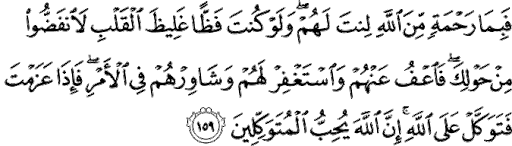 فَبِمَا رَحْمَةٍ مِّنَ ٱللَّهِ لِنتَ لَهُمْ ۖ وَلَوْ كُنتَ فَظًّا غَلِيظَ ٱلْقَلْبِ لَٱنفَضُّوا۟
مِنْ حَوْلِكَ ۖ فَٱعْفُ عَنْهُمْ وَٱسْتَغْفِرْ لَهُمْ وَشَاوِرْهُمْ فِى ٱلْأَمْرِ ۖ فَإِذَا عَزَمْتَ
فَتَوَكَّلْ عَلَى ٱللَّهِ ۚ إِنَّ ٱللَّهَ يُحِبُّ ٱلْمُتَوَكِّلِينَ ١٥٩